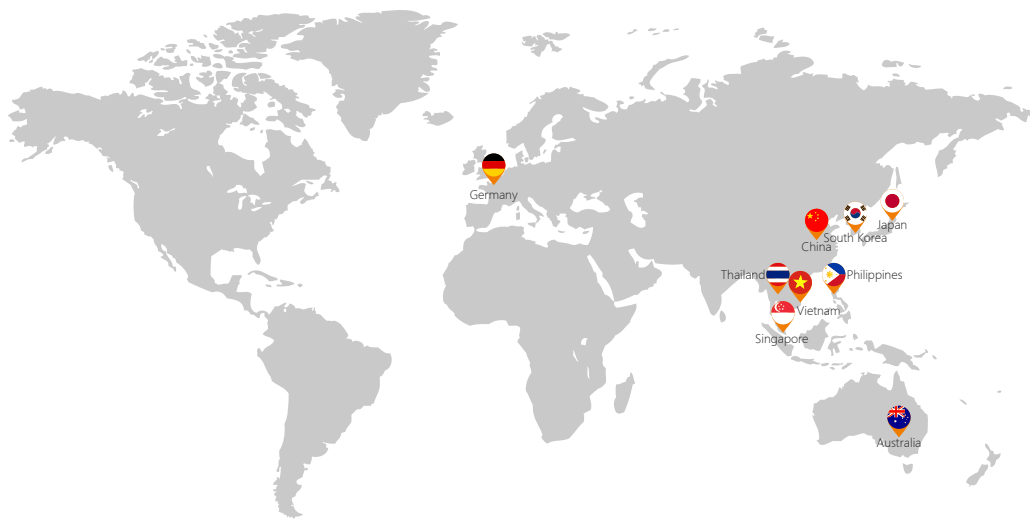 Germany
Japan
South Korea
China
Thailand
Philippines
Vietnam
Singapore
Australia